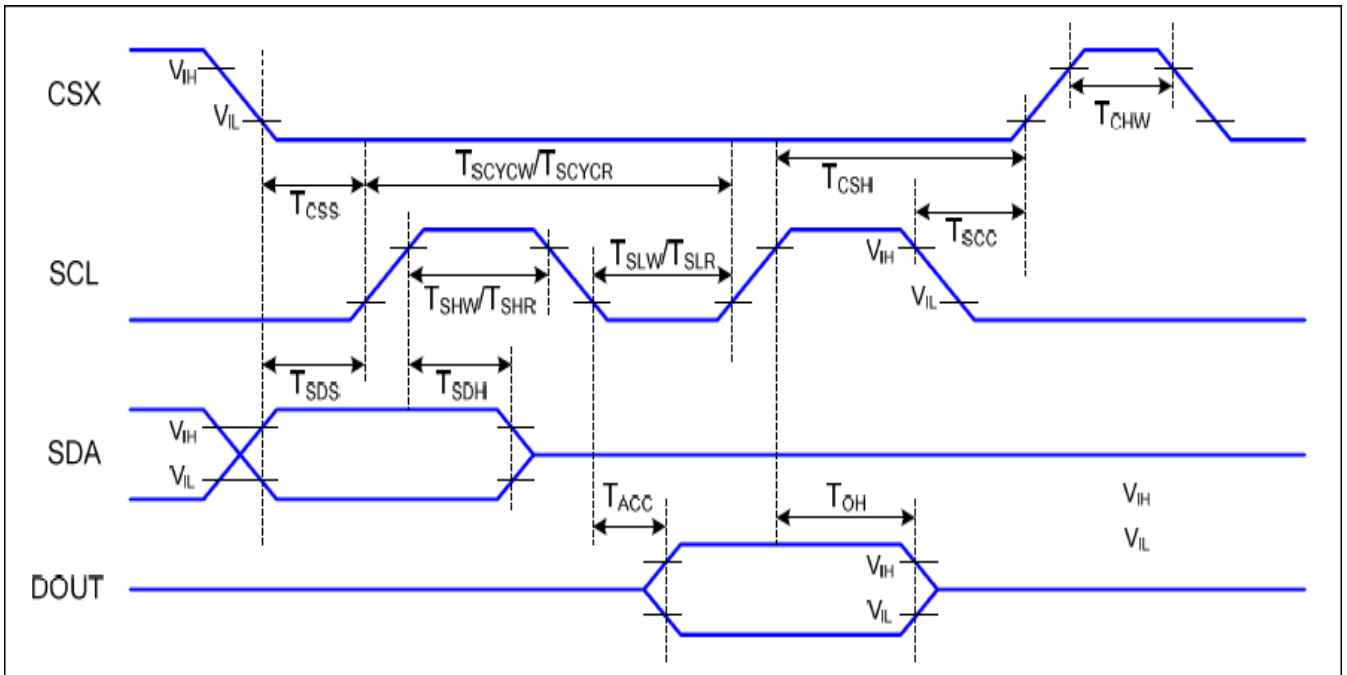 CSX
VIH
VIL
TCHW
TSCYCW/TSCYCR
TCSS
TCSH
TSCC
SCL
TSHW/TSHR
TSLW/TSLR
VIH
VIL
TSDS
TSDH
SDA
VIH
VIL
TACC
TOH
VIH
VIL
DOUT
VIH
VIL